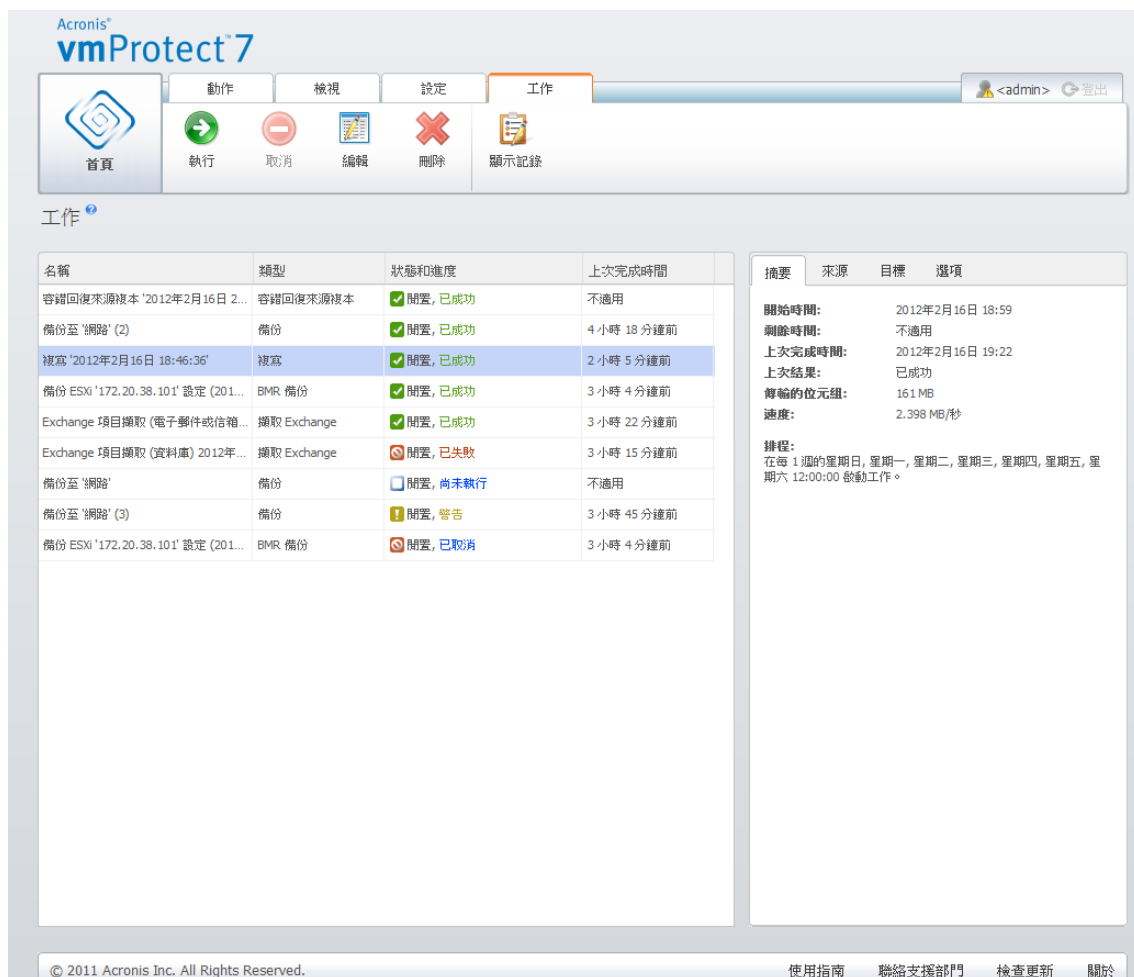 Acronis®
vmProtect™7
動作 檢視 設定 工作
<admin> 登出
首頁
執行 取消 編輯 刪除 顯示記錄
工作
名稱 類型 狀態和進度 上次完成時間
容錯回復來源複本 '2012年2月16日 2... 容錯回復來源複本 閒置, 已成功 不適用
備份至 '網路' (2) 備份 閒置, 已成功 4 小時 18 分鐘前
複寫 '2012年2月16日 18:46:36' 複寫 閒置, 已成功 2 小時 5 分鐘前
備份 ESXi '172.20.38.101' 設定 (201... BMR 備份 閒置, 已成功 3 小時 4 分鐘前
Exchange 項目擷取 (電子郵件或信箱... 擷取 Exchange 閒置, 已成功 3 小時 22 分鐘前
Exchange 項目擷取 (資料庫) 2012年... 擷取 Exchange 閒置, 已失敗 3 小時 15 分鐘前
備份至 '網路' 備份 閒置, 尚未執行 不適用
備份至 '網路' (3) 備份 閒置, 警告 3 小時 45 分鐘前
備份 ESXi '172.20.38.101' 設定 (201... BMR 備份 閒置, 已取消 3 小時 4 分鐘前
摘要 來源 目標 選項
開始時間: 2012年2月16日 18:59
剩餘時間: 不適用
上次完成時間: 2012年2月16日 19:22
上次結果: 已成功
傳輸的位元組: 161 MB
速度: 2.398 MB/秒
排程:
在每 1 週的星期日, 星期一, 星期二, 星期三, 星期四, 星期五, 星
期六 12:00:00 啟動工作。
© 2011 Acronis Inc. All Rights Reserved.
使用指南 聯絡支援部門 檢查更新 關於